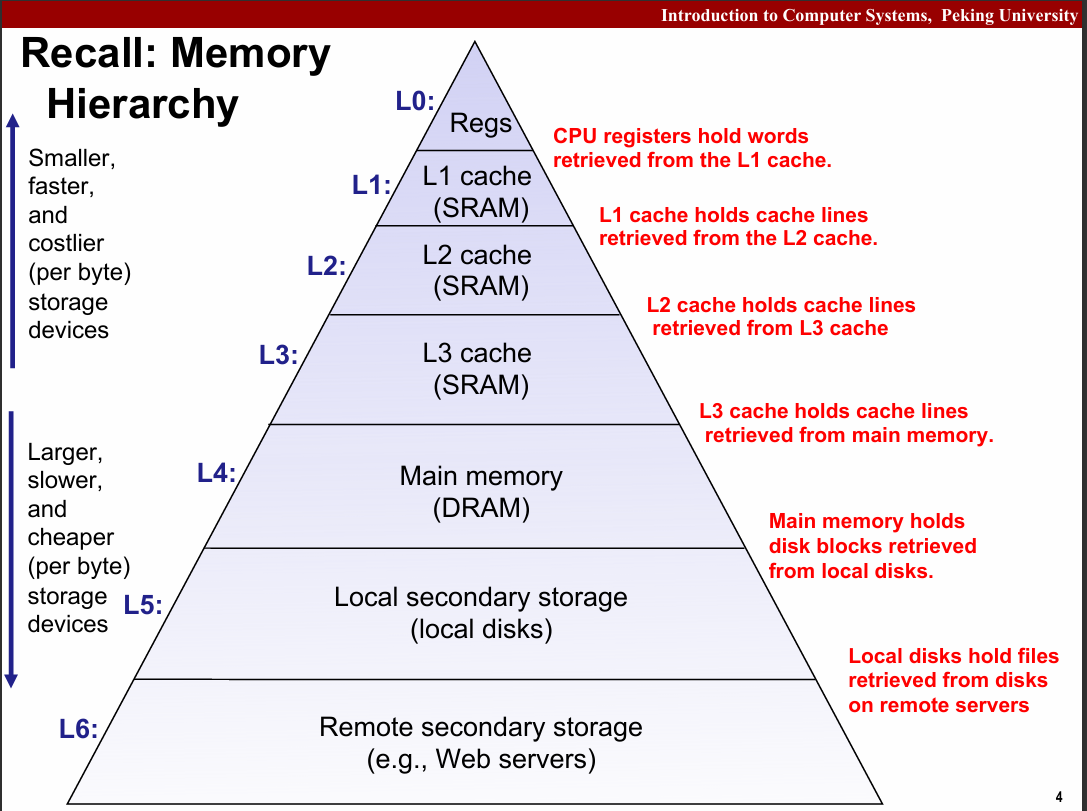 Introduction to Computer Systems, Peking University
Recall: Memory
Hierarchy
Smaller,
faster,
and
costlier
(per byte)
storage
devices
Larger,
slower,
and
cheaper
(per byte)
storage
devices
L0:
Regs
CPU registers hold words
retrieved from the L1 cache.
L1:
L1 cache
(SRAM)
L1 cache holds cache lines
retrieved from the L2 cache.
L2:
L2 cache
(SRAM)
L2 cache holds cache lines
retrieved from L3 cache
L3:
L3 cache
(SRAM)
L3 cache holds cache lines
retrieved from main memory.
L4:
Main memory
(DRAM)
Main memory holds
disk blocks retrieved
from local disks.
L5:
Local secondary storage
(local disks)
Local disks hold files
retrieved from disks
on remote servers
L6:
Remote secondary storage
(e.g., Web servers)
4